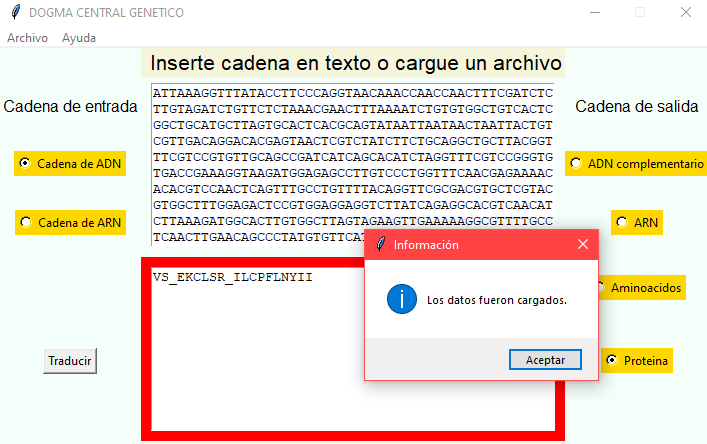 DOGMA CENTRAL GENETICO
Archivo Ayuda
Inserte cadena en texto o cargue un archivo
Cadena de entrada
Cadena de ADN
Cadena de ARN
Traducir
ATTAAAGGTTTATACCTTCCCAGGTAACAAACCAACCAACTTTCGATCTC
TTGTAGATCTGTTCTCTAAACGAACTTTAAAATCTGTGTGGCTGTCACTC
GGCTGCATGCTTAGTGCACTCACGCAGTATAATTAATAACTAATTACTGT
CGTTGACAGGACACGAGTAACTCGTCTATCTTCTGCAGGCTGCTTACGGT
TTCGTCCGTGTTGCAGCCGATCATCAGCACATCTAGGTTTCGTCCGGGTG
TGACCGAAAGGTAAGATGGAGAGCCTTGTCCCTGGTTTCAACGAGAAAAC
ACACGTCCAACTCAGTTTGCCTGTTTTACAGGTTCGCGACGTGCTCGTAC
GTGGCTTTGGAGACTCCGTGGAGGAGGTCTTATCAGAGGCACGTCAACAT
CTTAAAGATGGCACTTGTGGCTTAGTAGAAGTTGAAAAAGGCGTTTTGCC
TCAACTTGAACAGCCCTATGTGTTCAT
VS_EKCLSR_ILCPFLNYII
Información
Los datos fueron cargados.
Aceptar
Cadena de salida
ADN complementario
ARN
Aminoacidos
Proteina